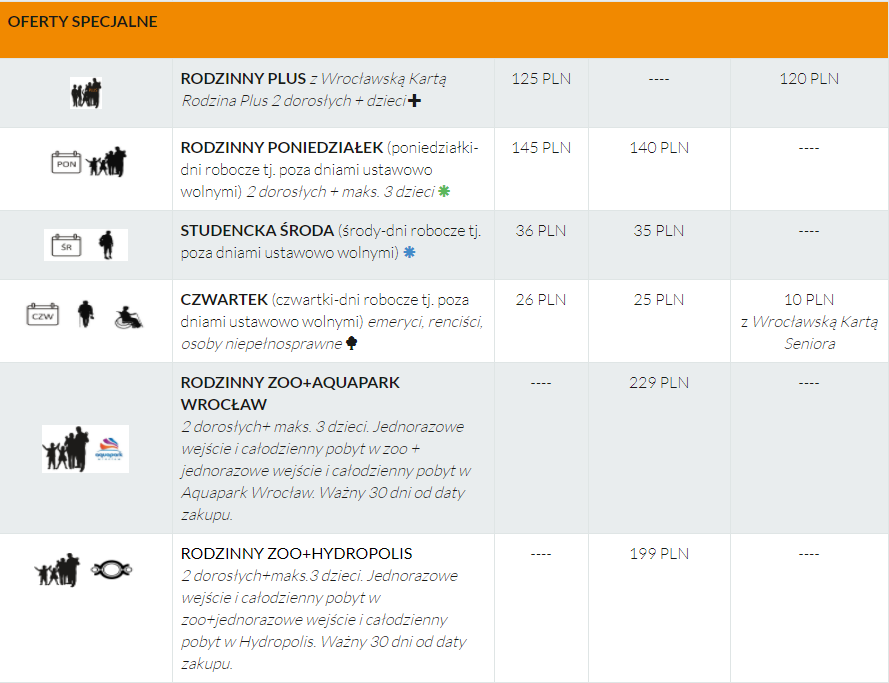 OFERTY SPECJALNE
RODZINNY PLUS z Wrocławską Kartą
Rodzina Plus 2 dorosłych + dzieci ✚
125 PLN
----
120 PLN
PON
RODZINNY PONIEDZIAŁEK (poniedziałki-
dni robocze tj. poza dniami ustawowo
wolnymi) 2 dorosłych + maks. 3 dzieci ✱
145 PLN
140 PLN
----
ŚR
STUDENCKA ŚRODA (środy-dni robocze tj.
poza dniami ustawowo wolnymi) ✱
36 PLN
35 PLN
----
CZW
CZWARTEK (czwartki-dni robocze tj. poza
dniami ustawowo wolnymi) emeryci, renciści,
osoby niepełnosprawne ♣
26 PLN
25 PLN
10 PLN
z Wrocławską Kartą
Seniora
aquapark
RODZINNY ZOO+AQUAPARK
WROCŁAW
2 dorosłych+ maks. 3 dzieci. Jednorazowe
wejście i całodzienny pobyt w zoo +
jednorazowe wejście i całodzienny pobyt w
Aquapark Wrocław. Ważny 30 dni od daty
zakupu.
----
229 PLN
----
RODZINNY ZOO+HYDROPOLIS
2 dorosłych+maks.3 dzieci. Jednorazowe
wejście i całodzienny pobyt w
zoo+jednorazowe wejście i całodzienny
pobyt w Hydropolis. Ważny 30 dni od daty
zakupu.
----
199 PLN
----